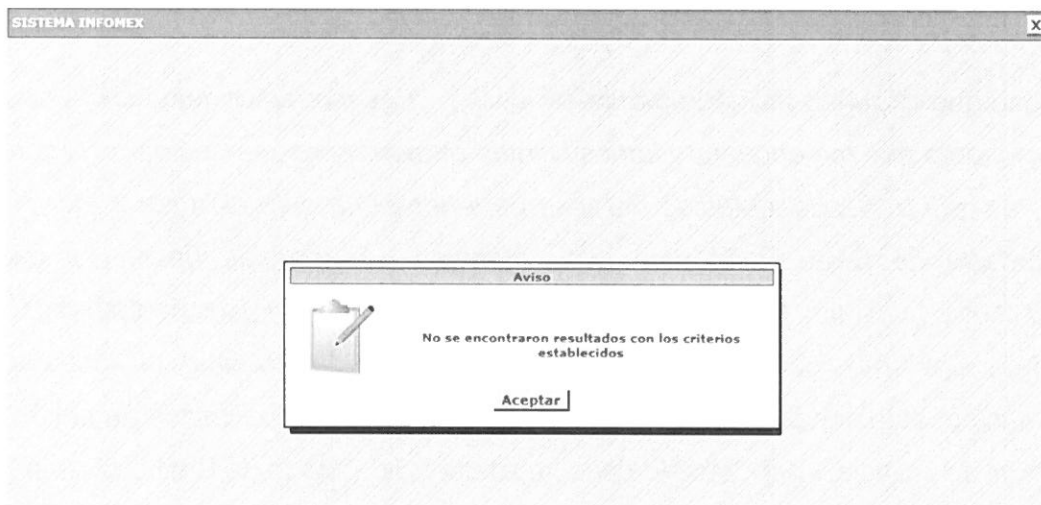 SISTEMA INFOMEX
X
Aviso
No se encontraron resultados con los criterios
establecidos
Aceptar